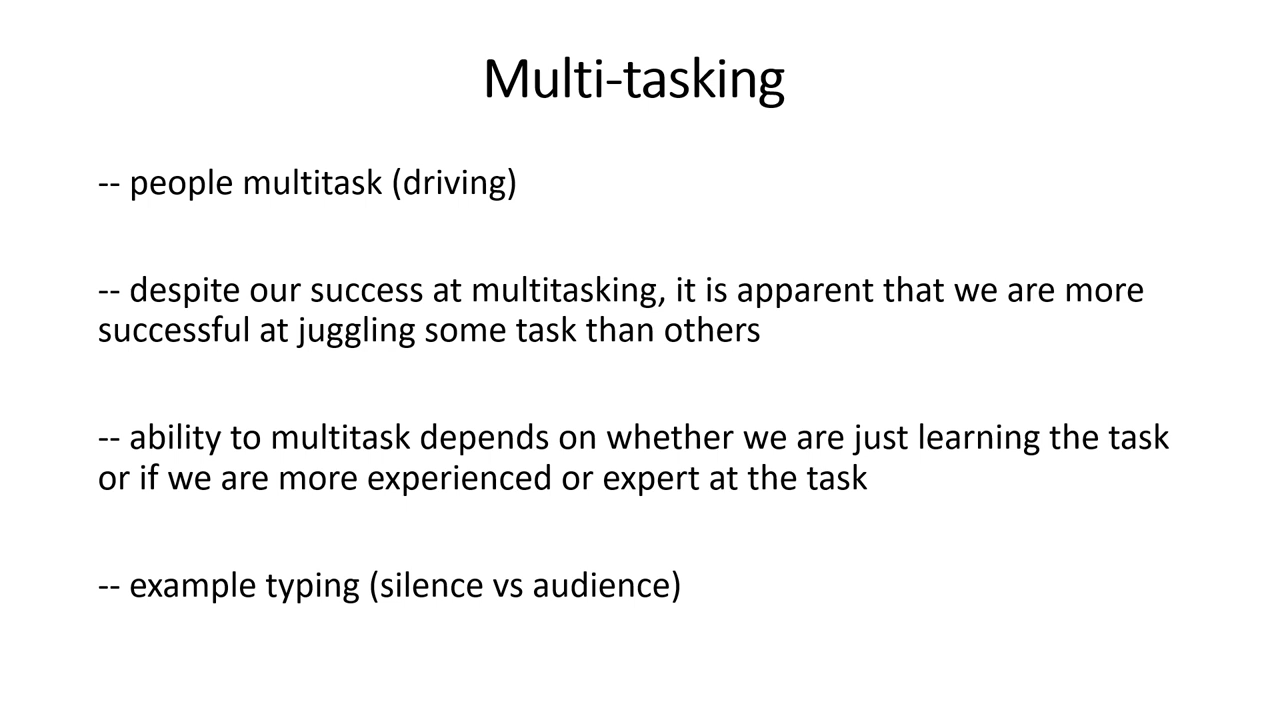 Multi-tasking
-- people multitask (driving)
-- despite our success at multitasking, it is apparent that we are more
successful at juggling some task than others
-- ability to multitask depends on whether we are just learning the task
or if we are more experienced or expert at the task
-- example typing (silence vs audience)